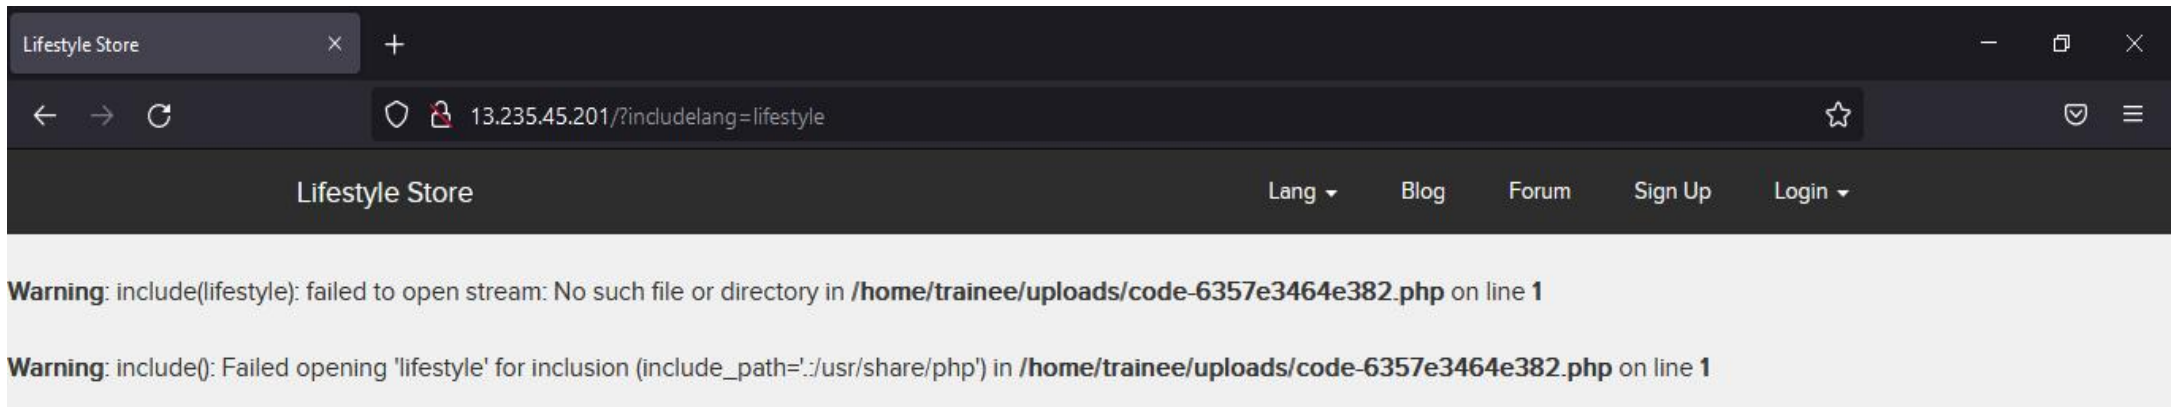 Lifestyle Store
13.235.45.201/?includelang=lifestyle
Lifestyle Store Lang Blog Forum Sign Up Login
Warning: include(lifestyle): failed to open stream: No such file or directory in /home/trainee/uploads/code-6357e3464e382.php on line 1
Warning: include(): Failed opening 'lifestyle' for inclusion (include_path='.:/usr/share/php') in /home/trainee/uploads/code-6357e3464e382.php on line 1